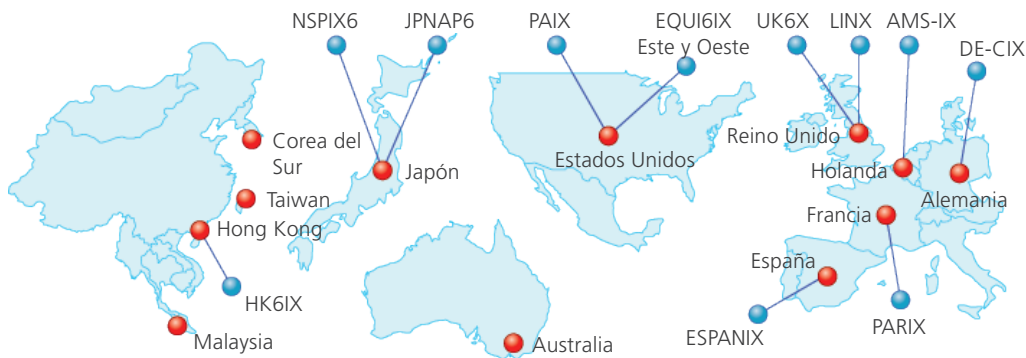 NSPIX6
JPNAP6
PAIX
EQUI6IX
Este y Oeste
UK6X
LINX
AMS-IX
DE-CIX
Corea del
Sur
Japón
Estados Unidos
Reino Unido
Holanda
Alemania
Taiwan
Hong Kong
Francia
España
HK6IX
Malaysia
Australia
ESPANIX
PARIX